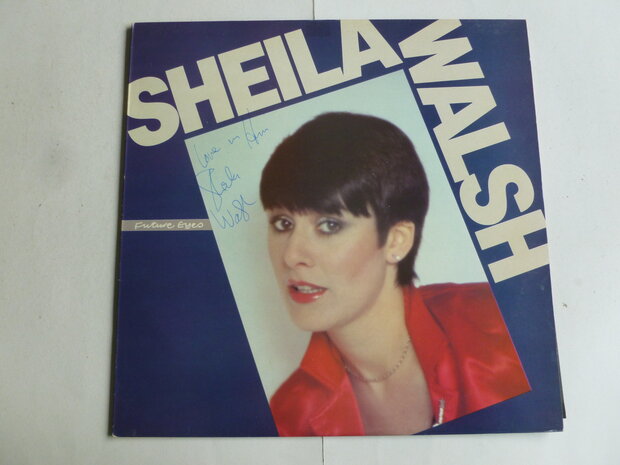 SHEILA
WALSH
Love in Him
Sheila
Walsh
Future Eyes